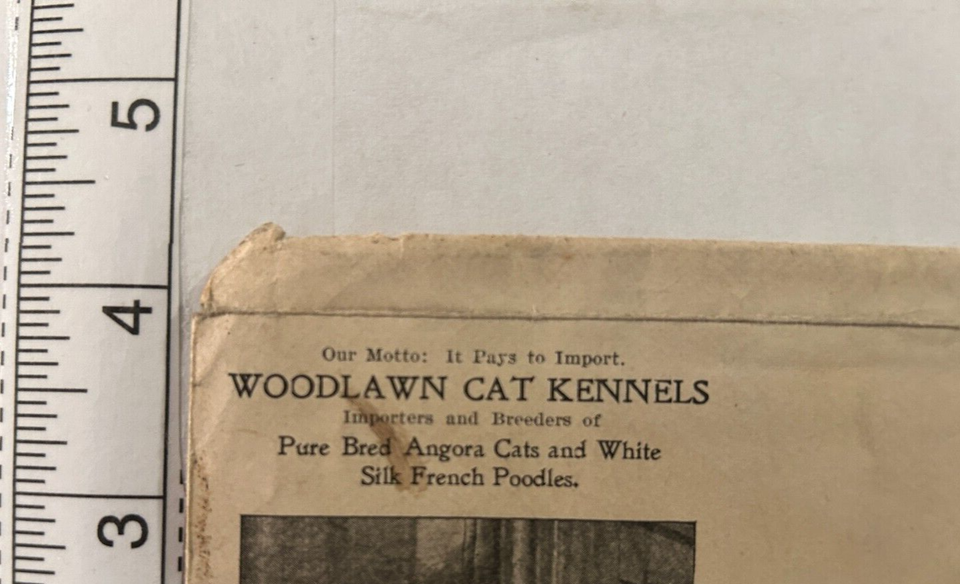 5
4
3
Our Motto: It Pays to Import.
WOODLAWN CAT KENNELS
Importers and Breeders of
Pure Bred Angora Cats and White
Silk French Poodles.